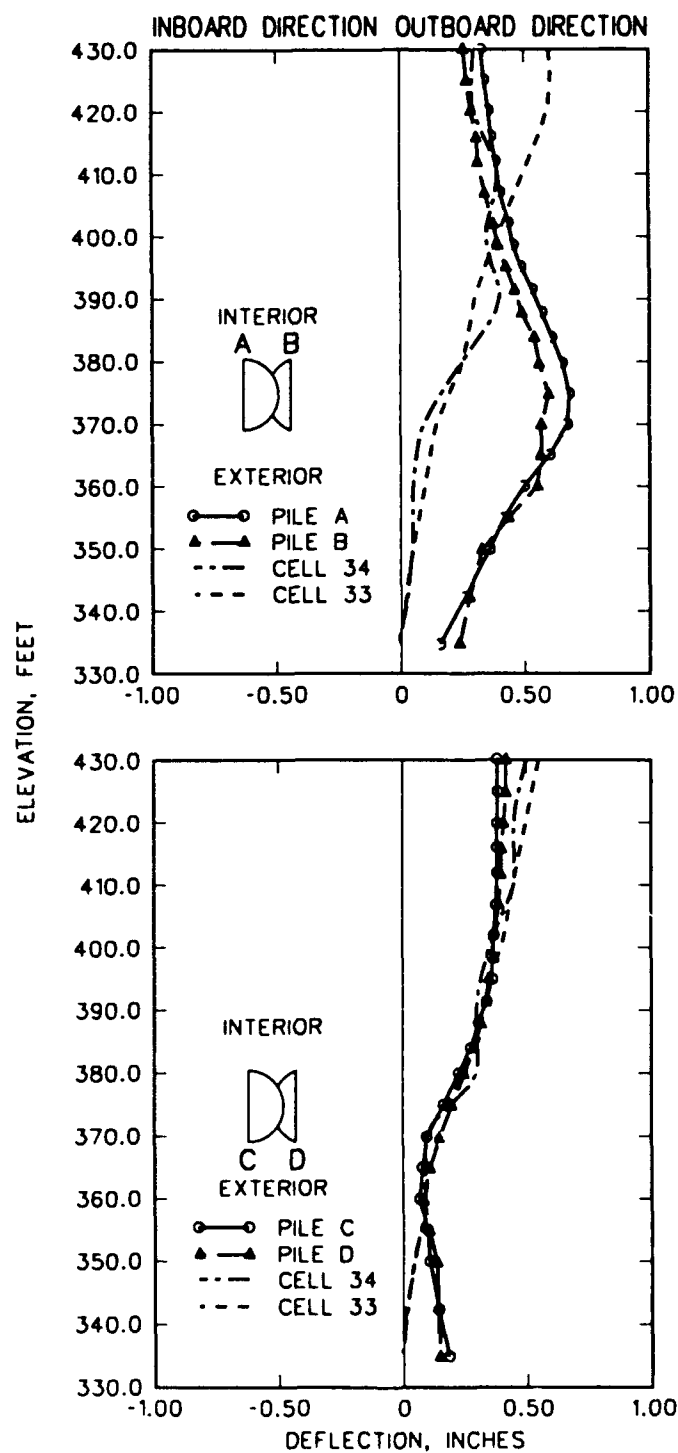 INBOARD DIRECTION OUTBOARD DIRECTION
430.0
420.0
410.0
400.0
390.0
380.0
370.0
360.0
350.0
340.0
330.0
-1.00 -0.50 0 0.50 1.00
INTERIOR
A B
EXTERIOR
PILE A
PILE B
CELL 34
CELL 33
ELEVATION, FEET
430.0
420.0
410.0
400.0
390.0
380.0
370.0
360.0
350.0
340.0
330.0
-1.00 -0.50 0 0.50 1.00
INTERIOR
C D
EXTERIOR
PILE C
PILE D
CELL 34
CELL 33
DEFLECTION, INCHES